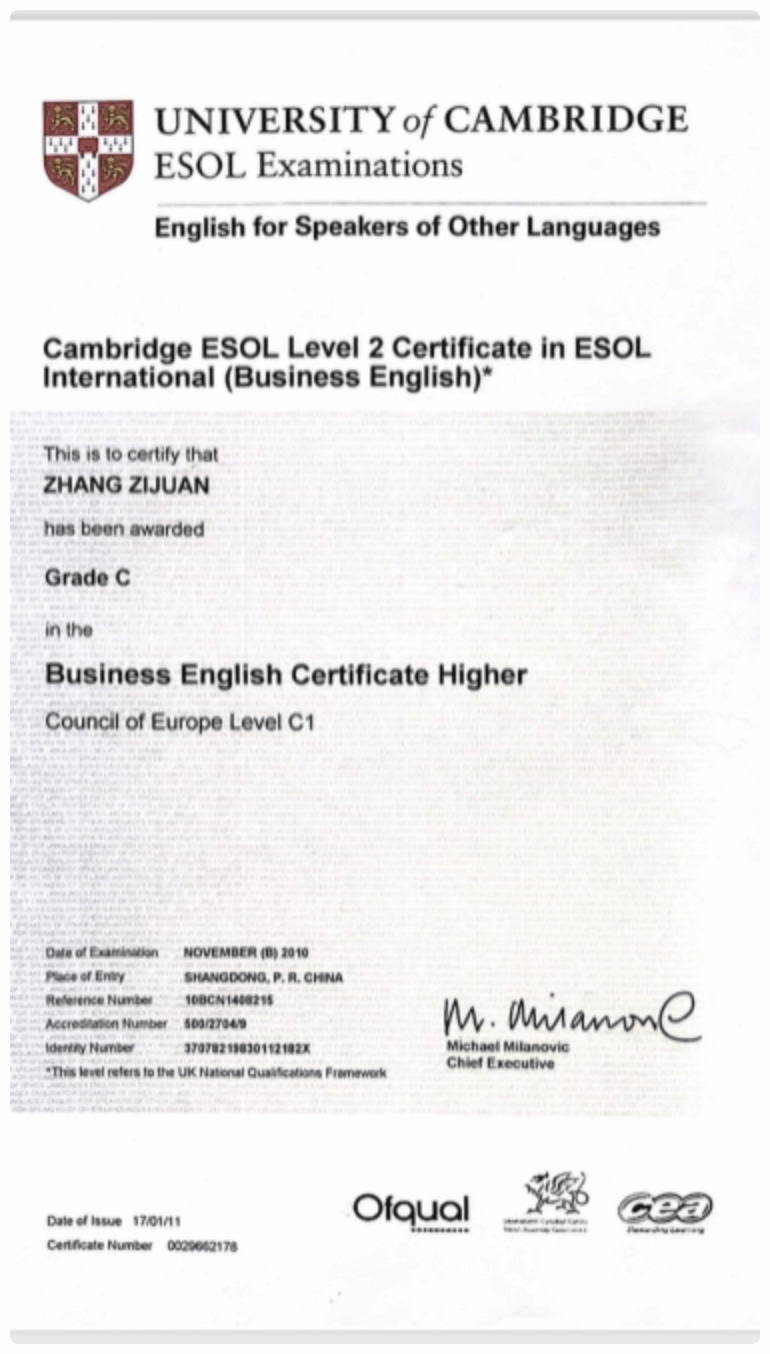 UNIVERSITY of CAMBRIDGE
ESOL Examinations
English for Speakers of Other Languages
Cambridge ESOL Level 2 Certificate in ESOL
International (Business English)*
This is to certify that
ZHANG ZIJUAN
has been awarded
Grade C
in the
Business English Certificate Higher
Council of Europe Level C1
Date of Examination NOVEMBER (B) 2010
Place of Entry SHANGDONG, P. R. CHINA
Reference Number 10BCN1408215
Accreditation Number 500/2704/9
Identity Number
*This level refers to the UK National Qualifications Framework
M. Milanovic
Michael Milanovic
Chief Executive
Ofqual
cea
Rewarding Learning
Date of Issue 17/01/11
Certificate Number 0029662178